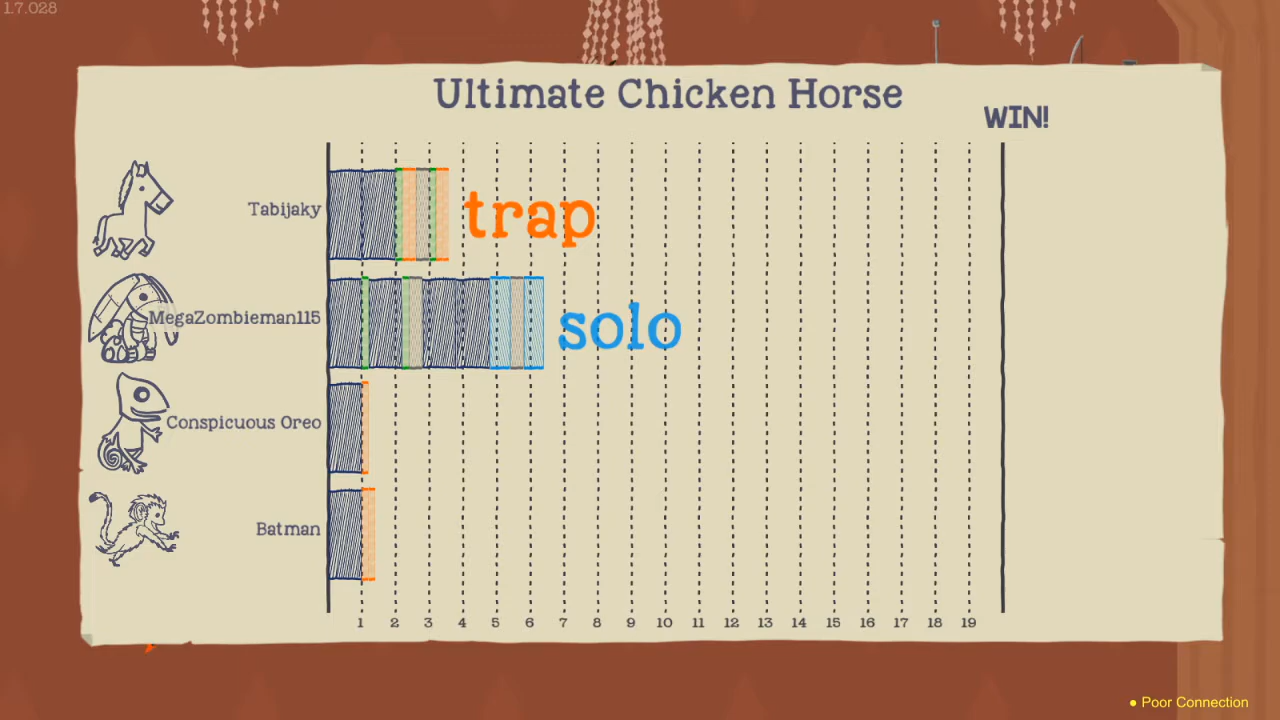 1.7.028
Ultimate Chicken Horse
WIN!
Tabijaky
trap
MegaZombieman115
solo
Conspicuous Oreo
Batman
1 2 3 4 5 6 7 8 9 10 11 12 13 14 15 16 17 18 19
Poor Connection